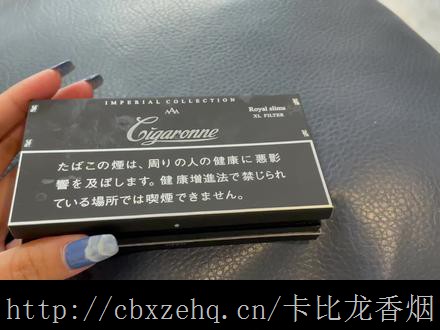 IMPERIAL COLLECTION
Royal slims
XL FILTER
Cigaronne
たばこの煙は、周りの人の健康に悪影
響を及ぼします。健康増進法で禁じられ
ている場所では喫煙できません。
http://cbxzehq.cn/卡比龙香烟